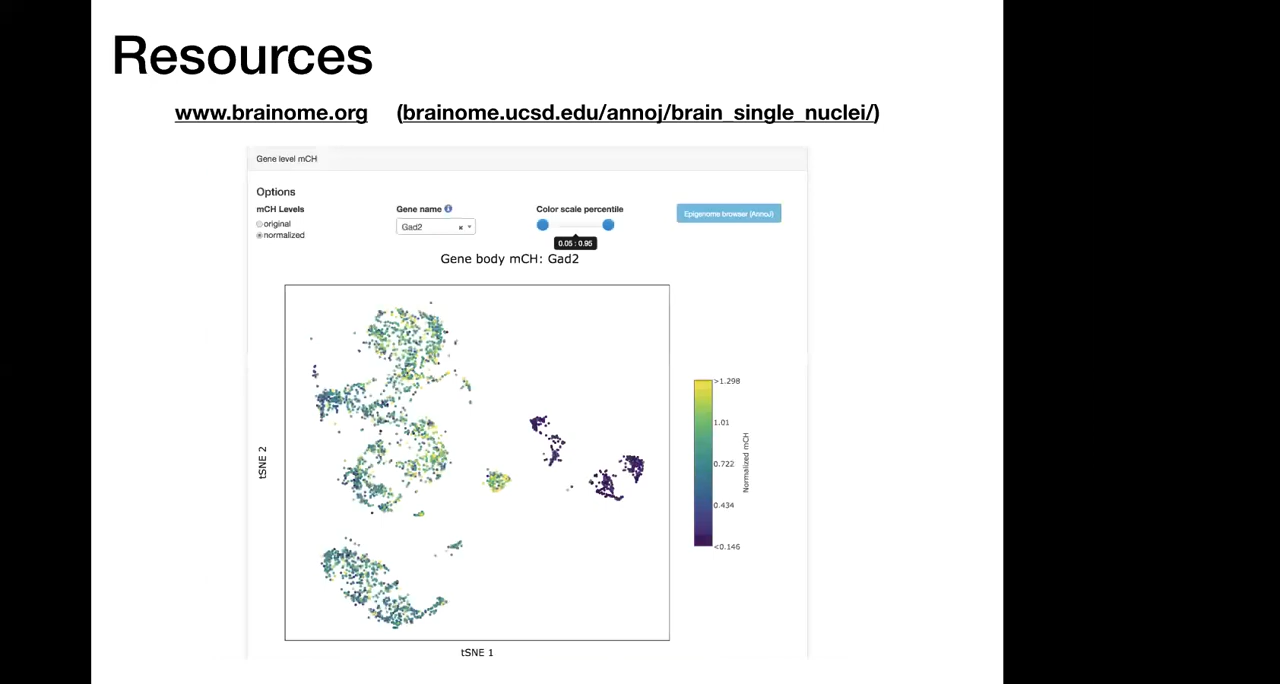 Resources
www.brainome.org (brainome.ucsd.edu/annoj/brain_single_nuclei/)
Gene level mCH
Options
mCH Levels
original
normalized
Gene name
Gad2
Color scale percentile
0.05 : 0.95
Epigenome browser (AnnoJ)
Gene body mCH: Gad2
tSNE 2
>1.298
1.01
0.722
0.434
<0.146
Normalized mCH
tSNE 1